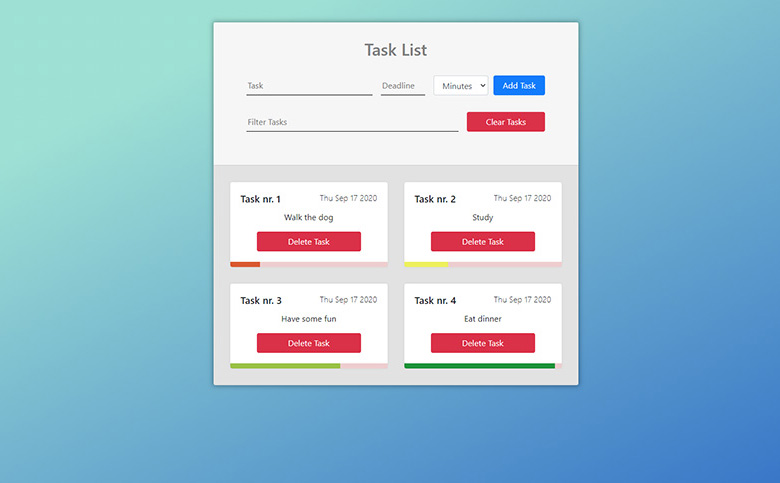 Task List
Task Deadline Minutes Add Task
Filter Tasks Clear Tasks
Task nr. 1 Thu Sep 17 2020
Walk the dog
Delete Task
Task nr. 2 Thu Sep 17 2020
Study
Delete Task
Task nr. 3 Thu Sep 17 2020
Have some fun
Delete Task
Task nr. 4 Thu Sep 17 2020
Eat dinner
Delete Task